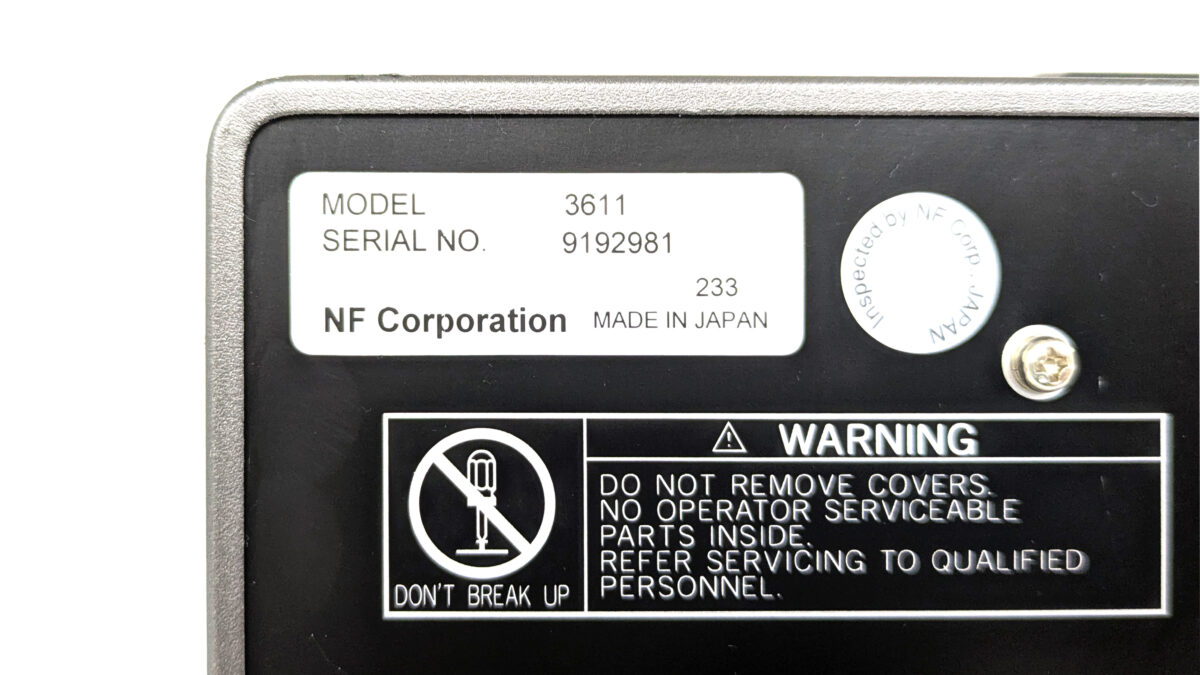 MODEL 3611
SERIAL NO. 9192981
233
NF Corporation MADE IN JAPAN
Inspected by NF Corp. JAPAN
WARNING
DO NOT REMOVE COVERS.
NO OPERATOR SERVICEABLE
PARTS INSIDE.
REFER SERVICING TO QUALIFIED
PERSONNEL.
DON'T BREAK UP